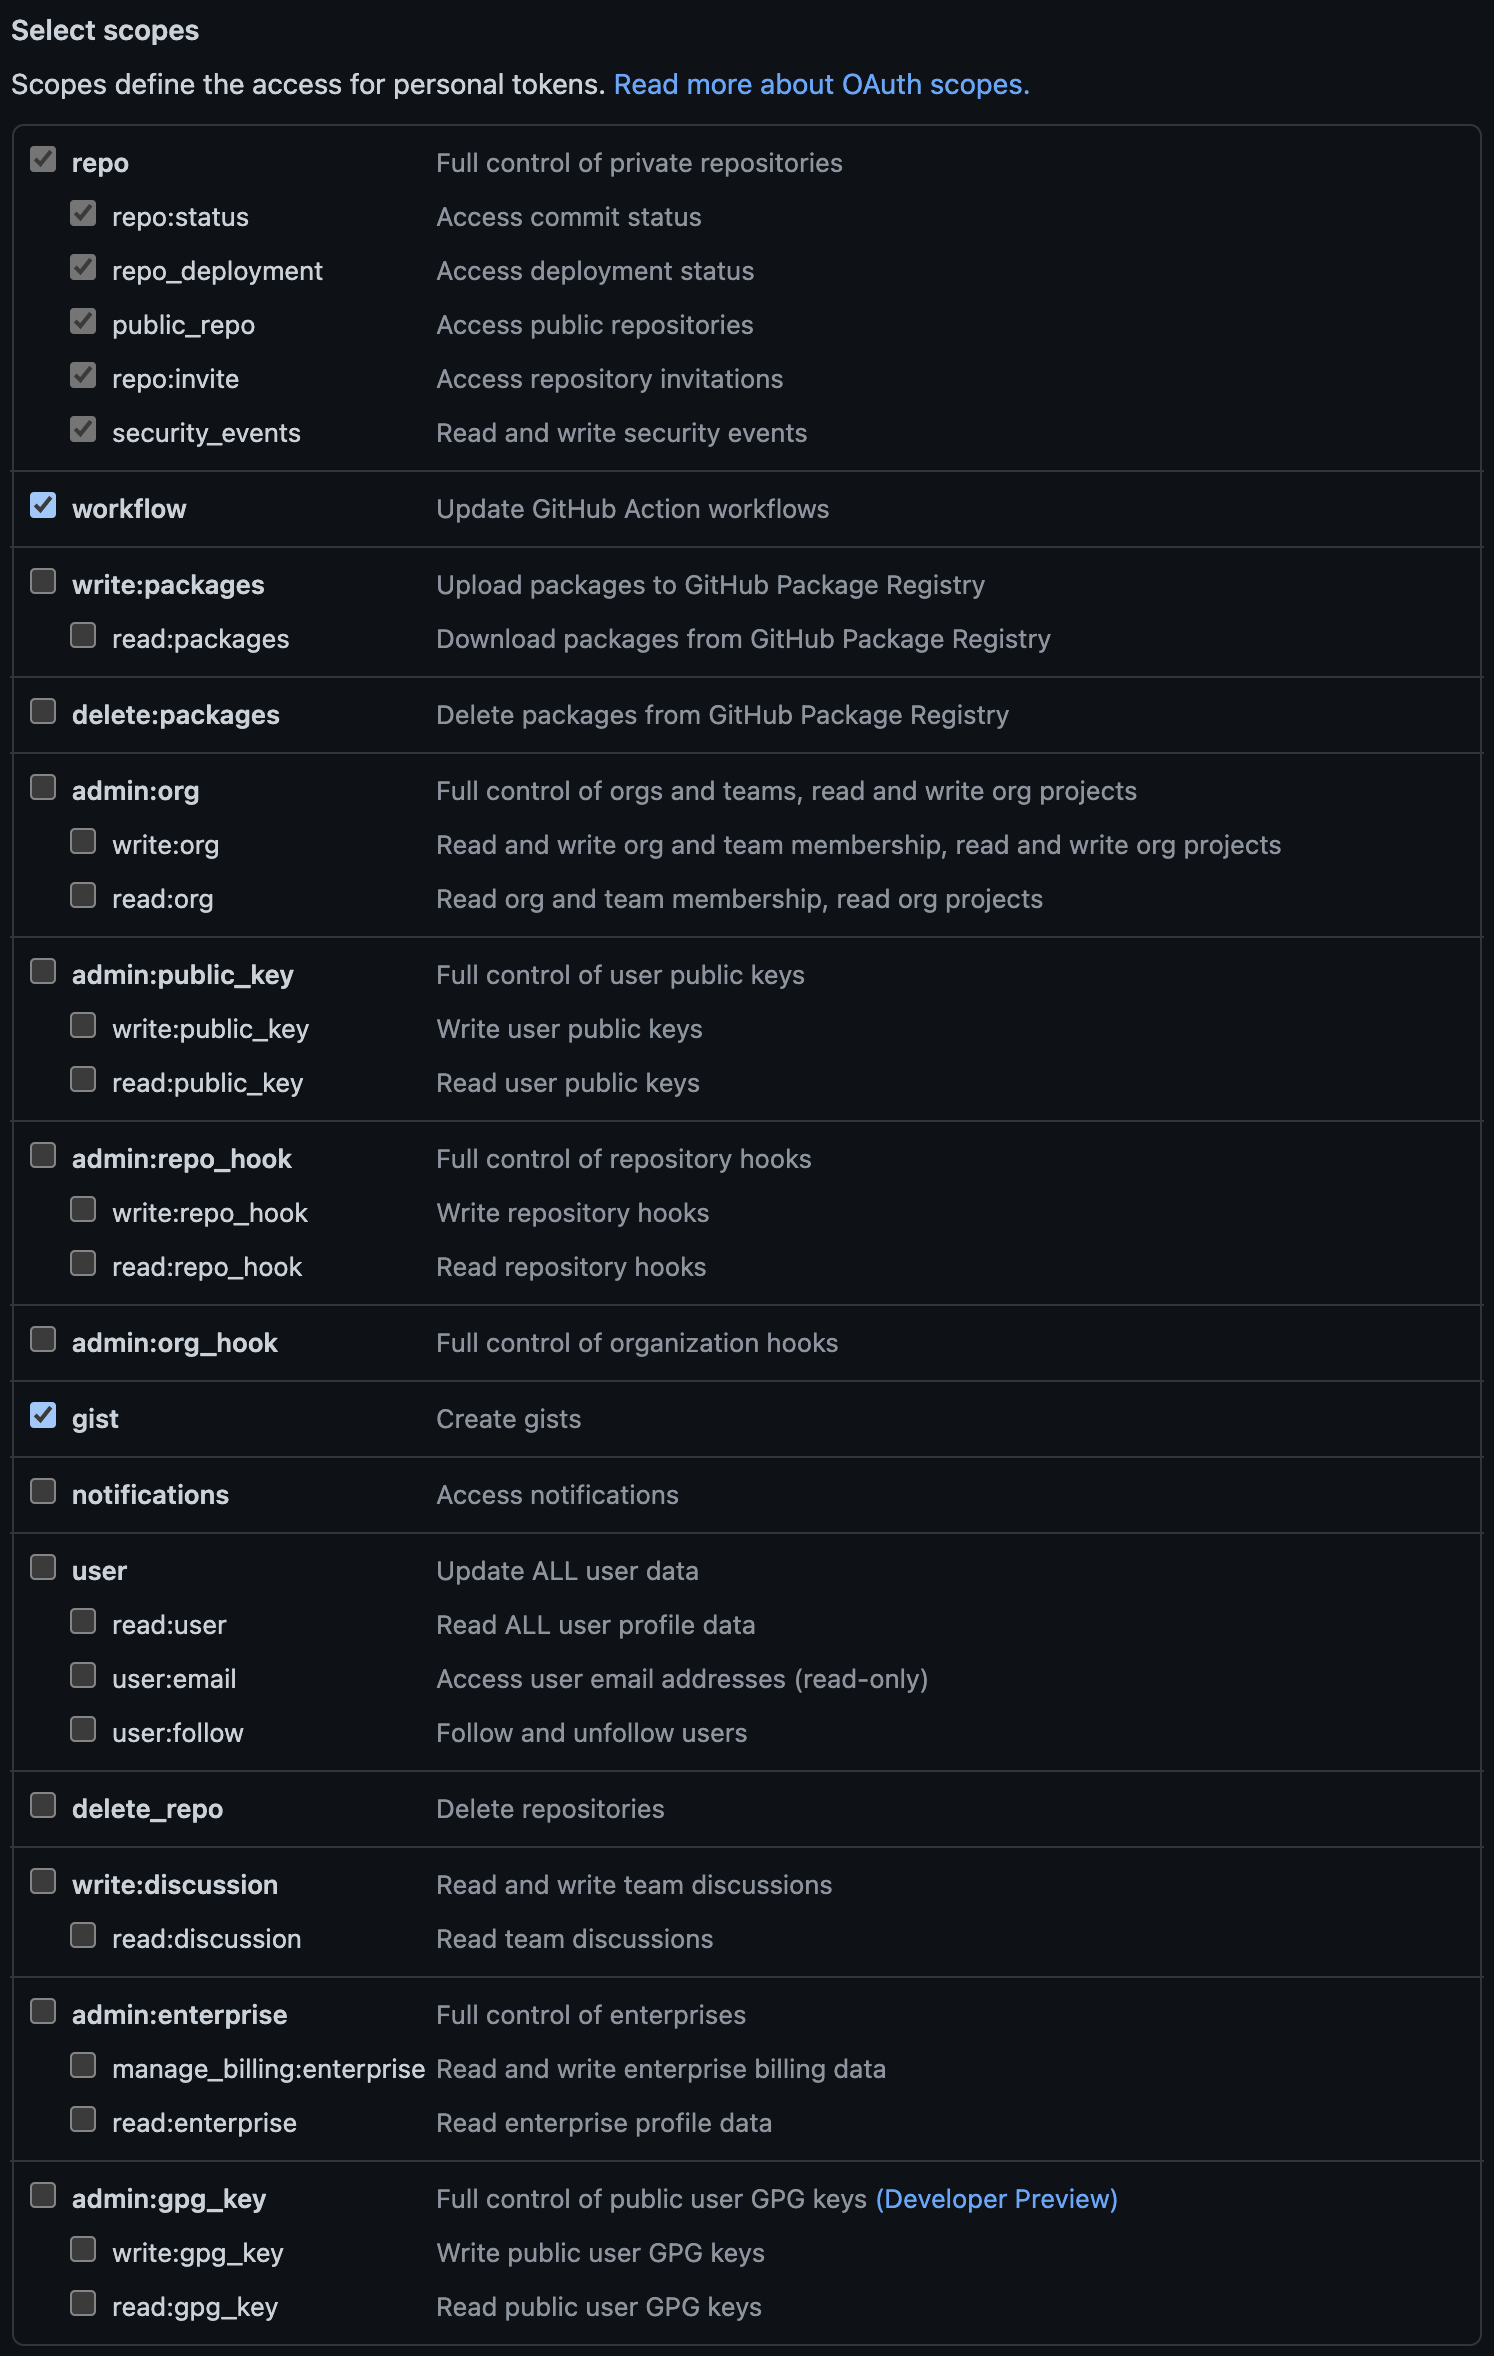 Select scopes
Scopes define the access for personal tokens. Read more about OAuth scopes.
repo Full control of private repositories
repo:status Access commit status
repo_deployment Access deployment status
public_repo Access public repositories
repo:invite Access repository invitations
security_events Read and write security events
workflow Update GitHub Action workflows
write:packages Upload packages to GitHub Package Registry
read:packages Download packages from GitHub Package Registry
delete:packages Delete packages from GitHub Package Registry
admin:org Full control of orgs and teams, read and write org projects
write:org Read and write org and team membership, read and write org projects
read:org Read org and team membership, read org projects
admin:public_key Full control of user public keys
write:public_key Write user public keys
read:public_key Read user public keys
admin:repo_hook Full control of repository hooks
write:repo_hook Write repository hooks
read:repo_hook Read repository hooks
admin:org_hook Full control of organization hooks
gist Create gists
notifications Access notifications
user Update ALL user data
read:user Read ALL user profile data
user:email Access user email addresses (read-only)
user:follow Follow and unfollow users
delete_repo Delete repositories
write:discussion Read and write team discussions
read:discussion Read team discussions
admin:enterprise Full control of enterprises
manage_billing:enterprise Read and write enterprise billing data
read:enterprise Read enterprise profile data
admin:gpg_key Full control of public user GPG keys (Developer Preview)
write:gpg_key Write public user GPG keys
read:gpg_key Read public user GPG keys